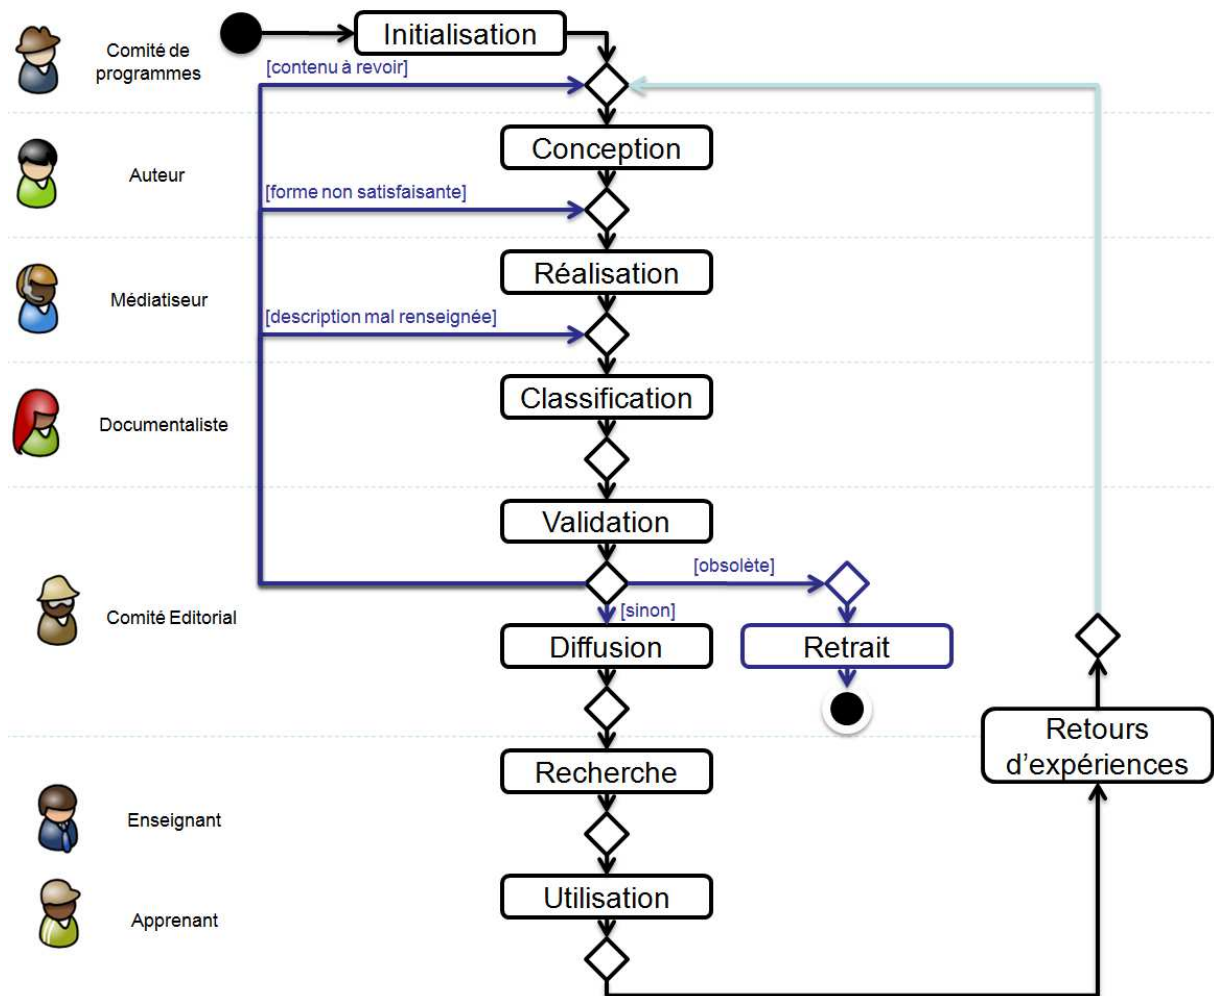 Initialisation
Comité de
programmes
[contenu à revoir]
Conception
Auteur
[forme non satisfaisante]
Réalisation
Médiatiseur
[description mal renseignée]
Classification
Documentaliste
Validation
[obsolète]
Comité Editorial
[sinon]
Diffusion
Retrait
Retours
d'expériences
Recherche
Enseignant
Utilisation
Apprenant